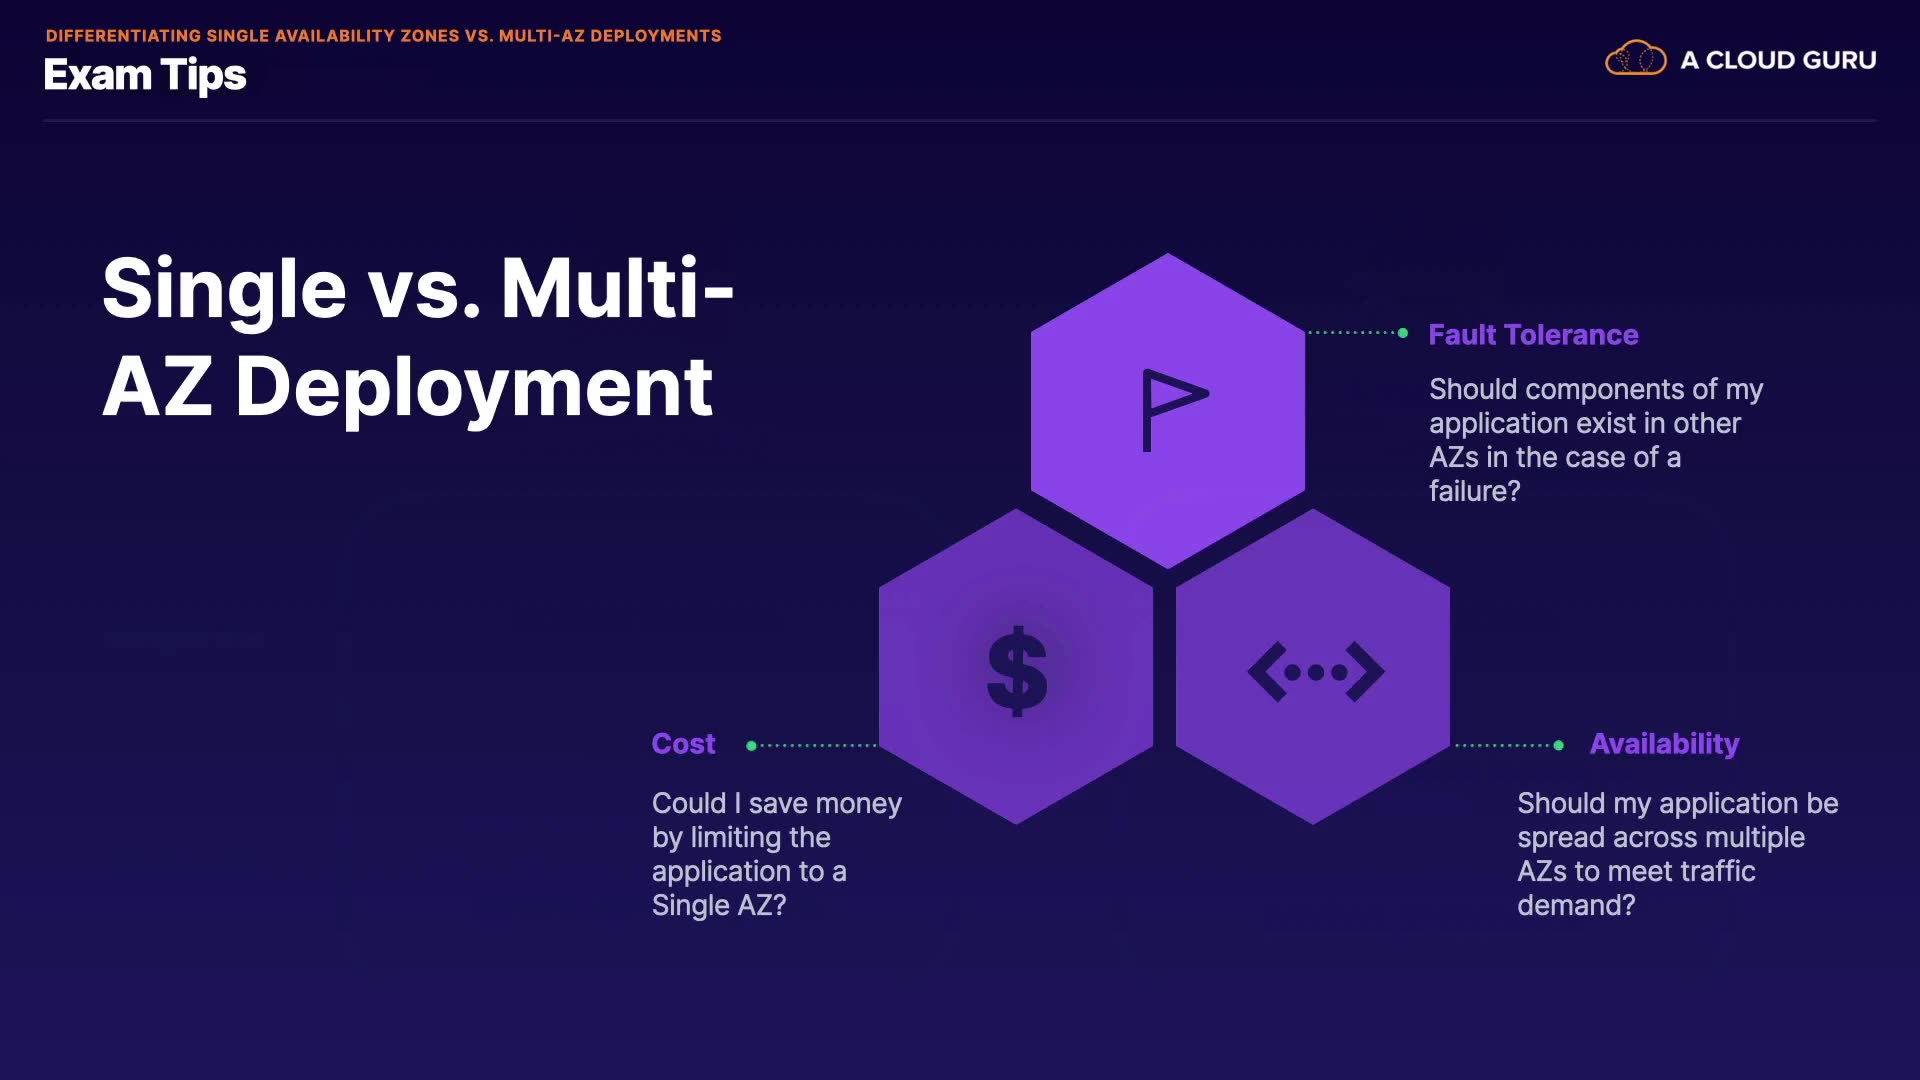 DIFFERENTIATING SINGLE AVAILABILITY ZONES VS. MULTI-AZ DEPLOYMENTS
Exam Tips
A CLOUD GURU
Single vs. Multi-
AZ Deployment
Fault Tolerance
Should components of my
application exist in other
AZs in the case of a
failure?
$
Cost
Could I save money
by limiting the
application to a
Single AZ?
Availability
Should my application be
spread across multiple
AZs to meet traffic
demand?